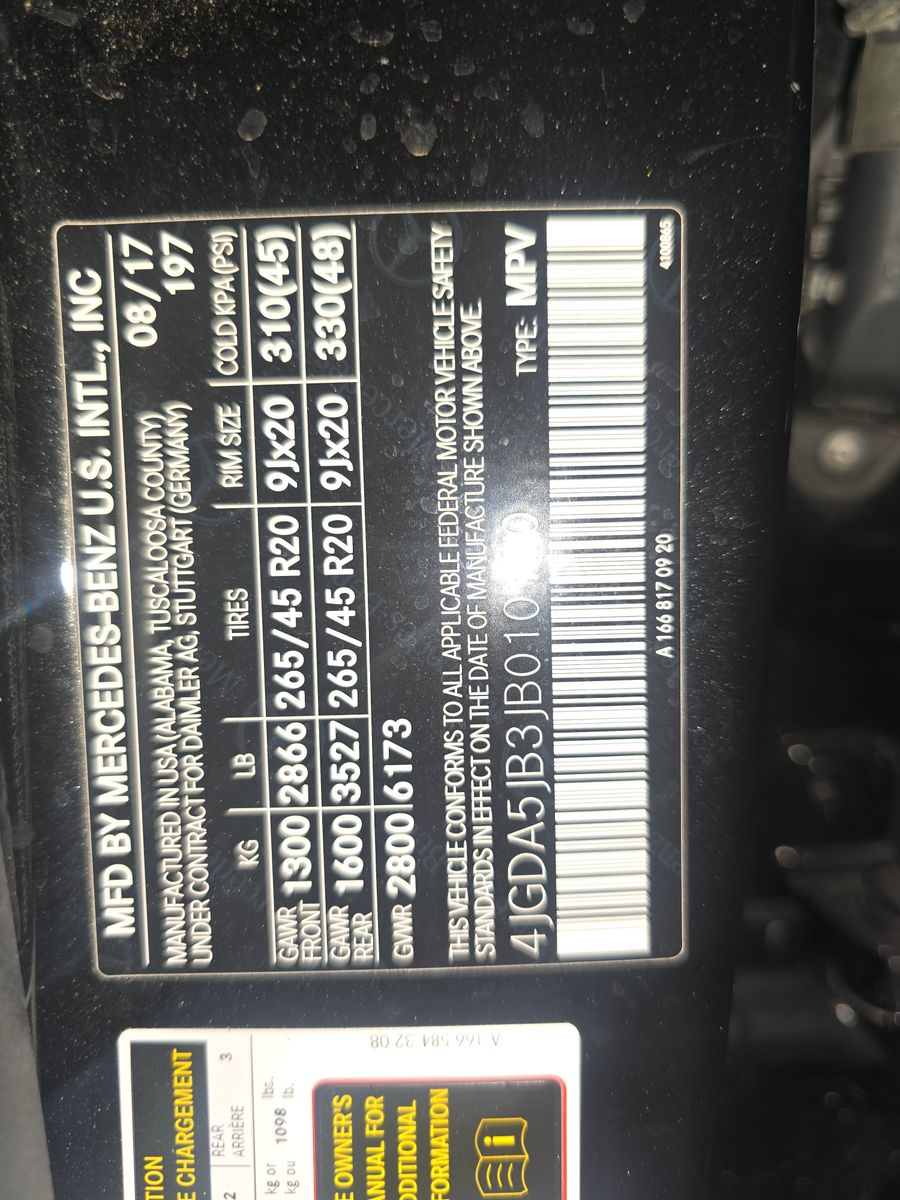 MFD BY MERCEDES-BENZ U.S. INTL., INC
08/17
MANUFACTURED IN USA (ALABAMA, TUSCALOOSA COUNTY)
197
UNDER CONTRACT FOR DAIMLER AG, STUTTGART (GERMANY)
KG LB TIRES RIM SIZE COLD KPA(PSI)
GAWR FRONT 1300 2866 265/45 R20 9Jx20 310(45)
GAWR REAR 1600 3527 265/45 R20 9Jx20 330(48)
GVWR 2800 6173
THIS VEHICLE CONFORMS TO ALL APPLICABLE FEDERAL MOTOR VEHICLE SAFETY
STANDARDS IN EFFECT ON THE DATE OF MANUFACTURE SHOWN ABOVE.
TYPE: MPV
A 166 817 09 20
4100865
TION
E CHARGEMENT
2 REAR 3
ARRIÈRE
kg or lbs.
kg ou 1098 lb.
E OWNER'S
ANUAL FOR
DDITIONAL
FORMATION
A 166 584 32 08